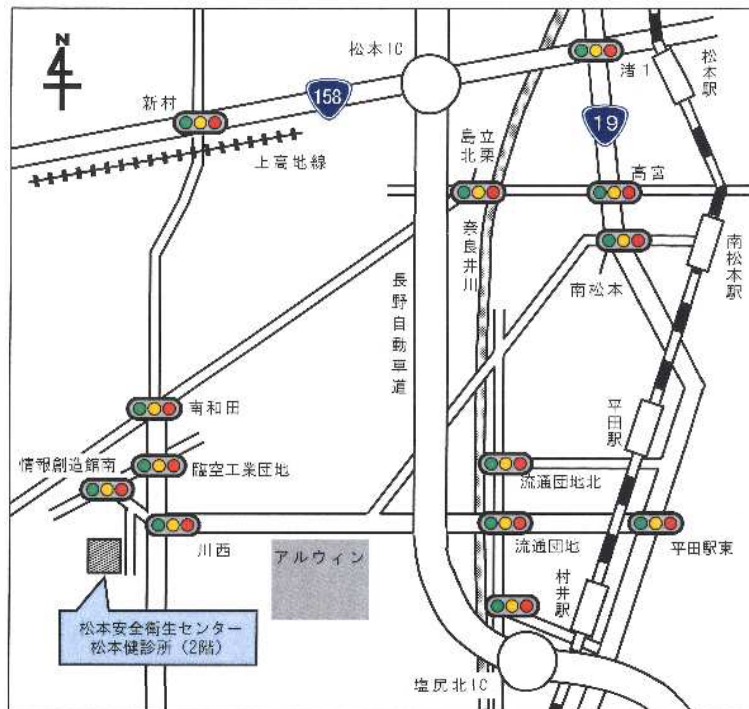 松本IC
渚1
松本駅
158
新村
19
島立
北栗
上高地線
高宮
奈良井川
南松本駅
南松本
長野自動車道
平田駅
南和田
情報創造館南
臨空工業団地
流通団地北
川西
アルウィン
流通団地
平田駅東
村井駅
松本安全衛生センター
松本健診所（2階）
塩尻北IC